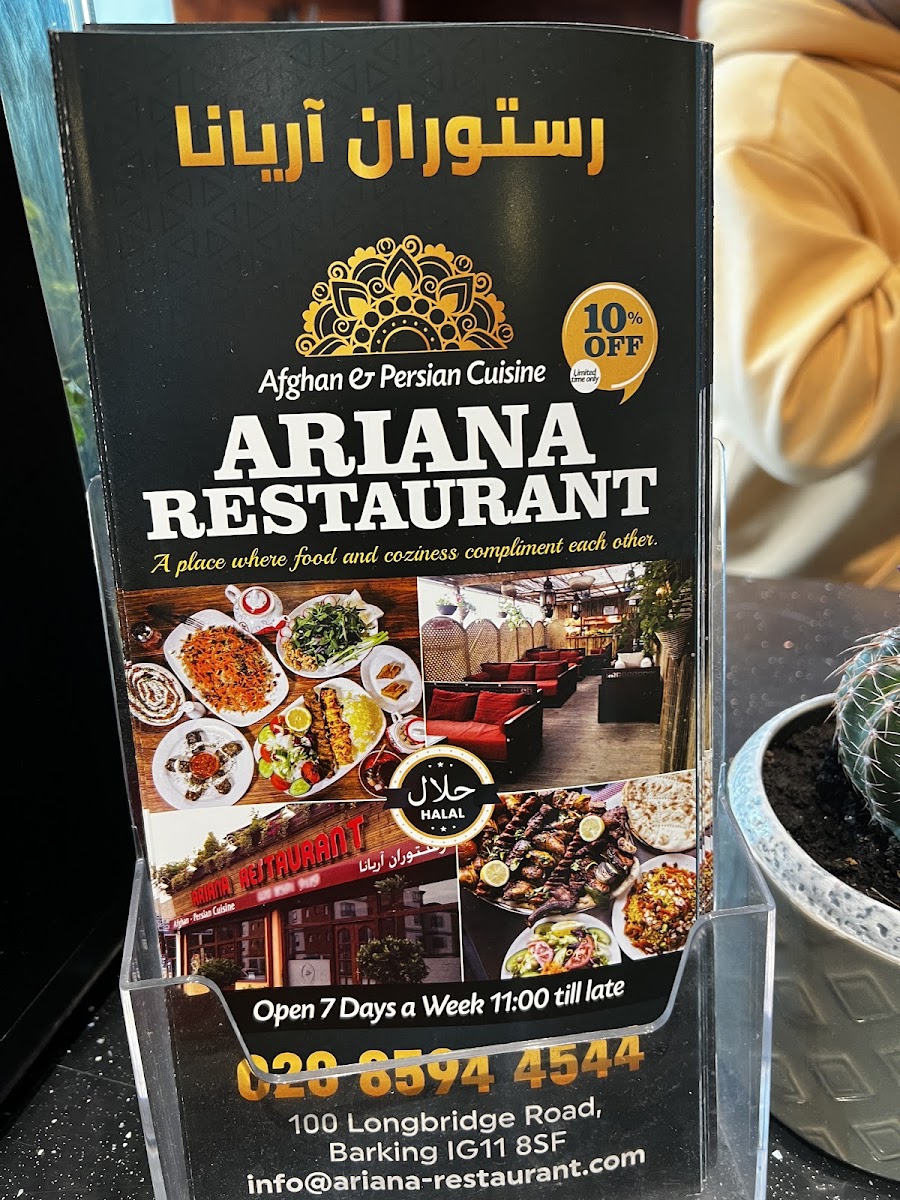 رستوران آریانا
10%
OFF
Limited
time only
Afghan & Persian Cuisine
ARIANA
RESTAURANT
A place where food and coziness compliment each other.
حلال
HALAL
ARIANA RESTAURANT
رستوران آریانا
Afghan - Persian Cuisine
Open 7 Days a Week 11:00 till late
020 8594 4544
100 Longbridge Road,
Barking IG11 8SF
info@ariana-restaurant.com